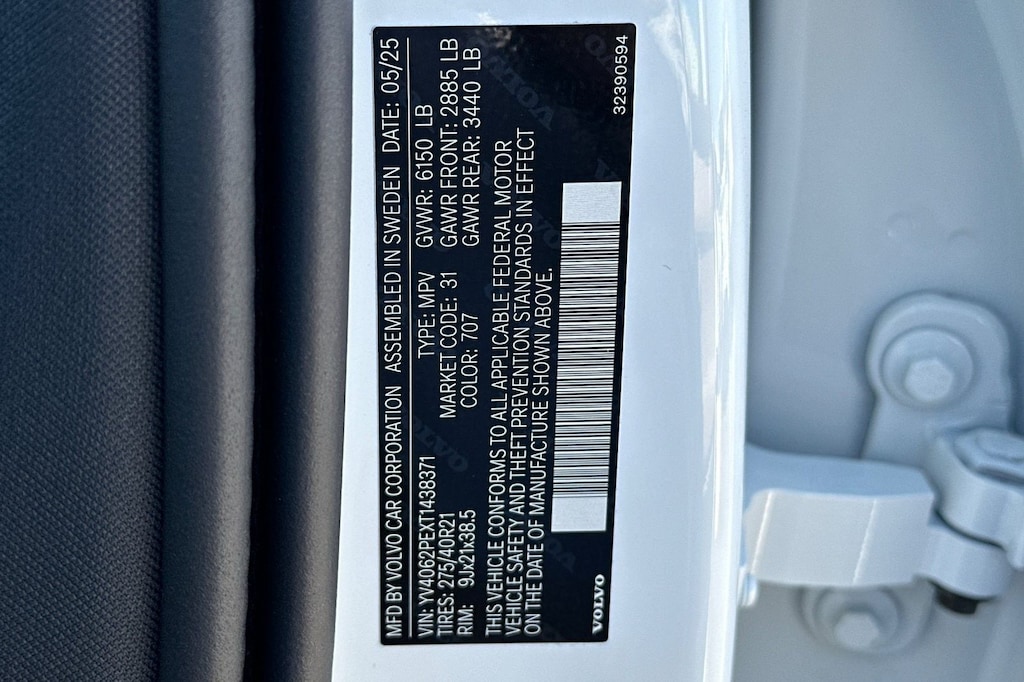 MFD BY VOLVO CAR CORPORATION ASSEMBLED IN SWEDEN DATE: 05/25
VIN: YV4062PEXT1438371 TYPE: MPV GVWR: 6150 LB
TIRES: 275/40R21 MARKET CODE: 31 GAWR FRONT: 2885 LB
RIM: 9Jx21x38.5 COLOR: 707 GAWR REAR: 3440 LB
THIS VEHICLE CONFORMS TO ALL APPLICABLE FEDERAL MOTOR
VEHICLE SAFETY AND THEFT PREVENTION STANDARDS IN EFFECT
ON THE DATE OF MANUFACTURE SHOWN ABOVE.
VOLVO 32390594